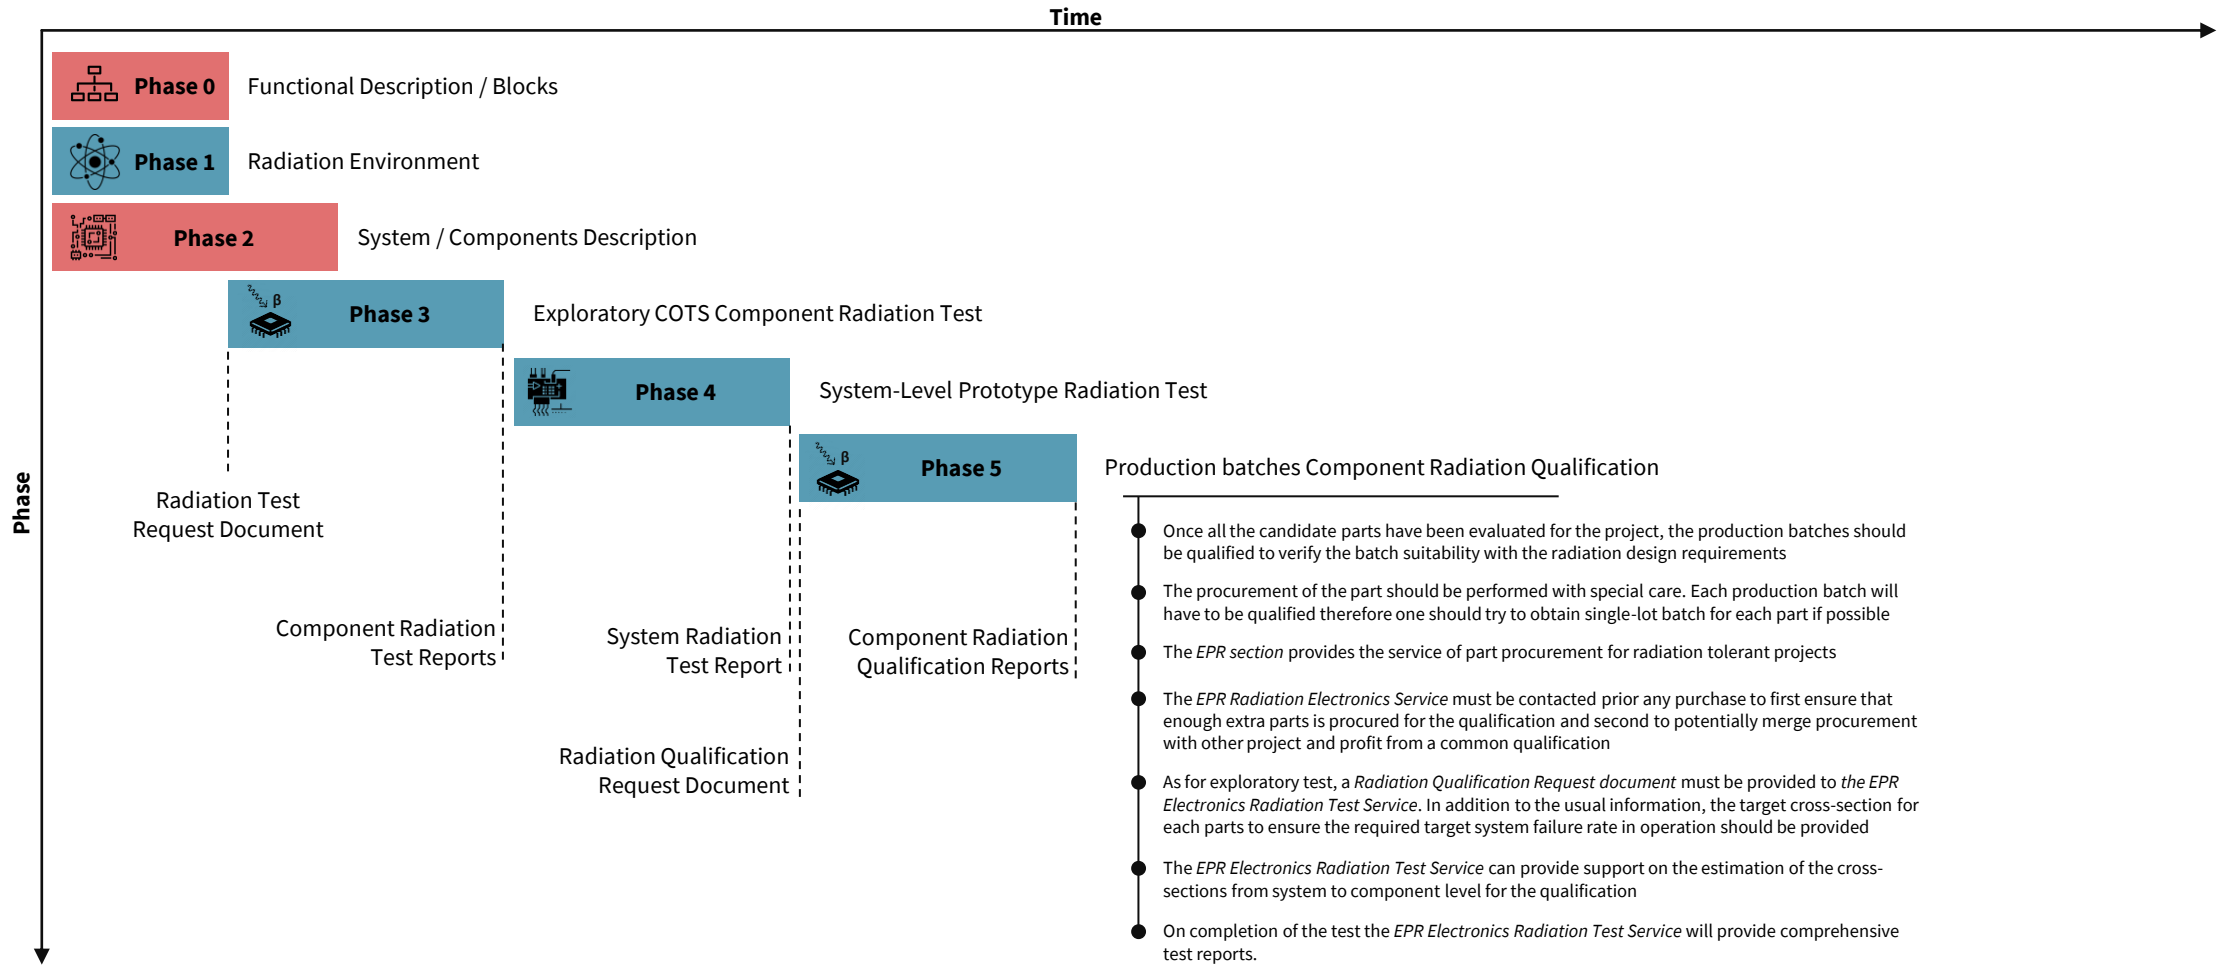 Time
Phase 0
Functional Description / Blocks
Phase 1
Radiation Environment
Phase 2
System / Components Description
β
Phase 3
Exploratory COTS Component Radiation Test
Phase 4
System-Level Prototype Radiation Test
β
Phase 5
Production batches Component Radiation Qualification
Phase
Radiation Test
Request Document
Component Radiation
Test Reports
System Radiation
Test Report
Component Radiation
Qualification Reports
Radiation Qualification
Request Document
Once all the candidate parts have been evaluated for the project, the production batches should
be qualified to verify the batch suitability with the radiation design requirements
The procurement of the part should be performed with special care. Each production batch will
have to be qualified therefore one should try to obtain single-lot batch for each part if possible
The EPR section provides the service of part procurement for radiation tolerant projects
The EPR Radiation Electronics Service must be contacted prior any purchase to first ensure that
enough extra parts is procured for the qualification and second to potentially merge procurement
with other project and profit from a common qualification
As for exploratory test, a Radiation Qualification Request document must be provided to the EPR
Electronics Radiation Test Service. In addition to the usual information, the target cross-section for
each parts to ensure the required target system failure rate in operation should be provided
The EPR Electronics Radiation Test Service can provide support on the estimation of the cross-
sections from system to component level for the qualification
On completion of the test the EPR Electronics Radiation Test Service will provide comprehensive
test reports.